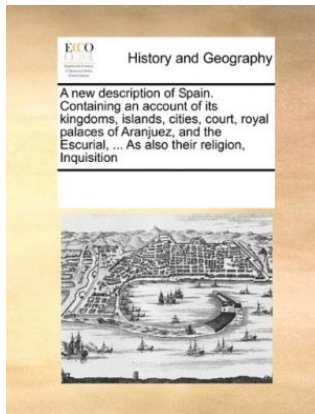 ECCO
History and Geography
A new description of Spain.
Containing an account of its
kingdoms, islands, cities, court, royal
palaces of Aranjuez, and the
Escurial, ... As also their religion,
Inquisition